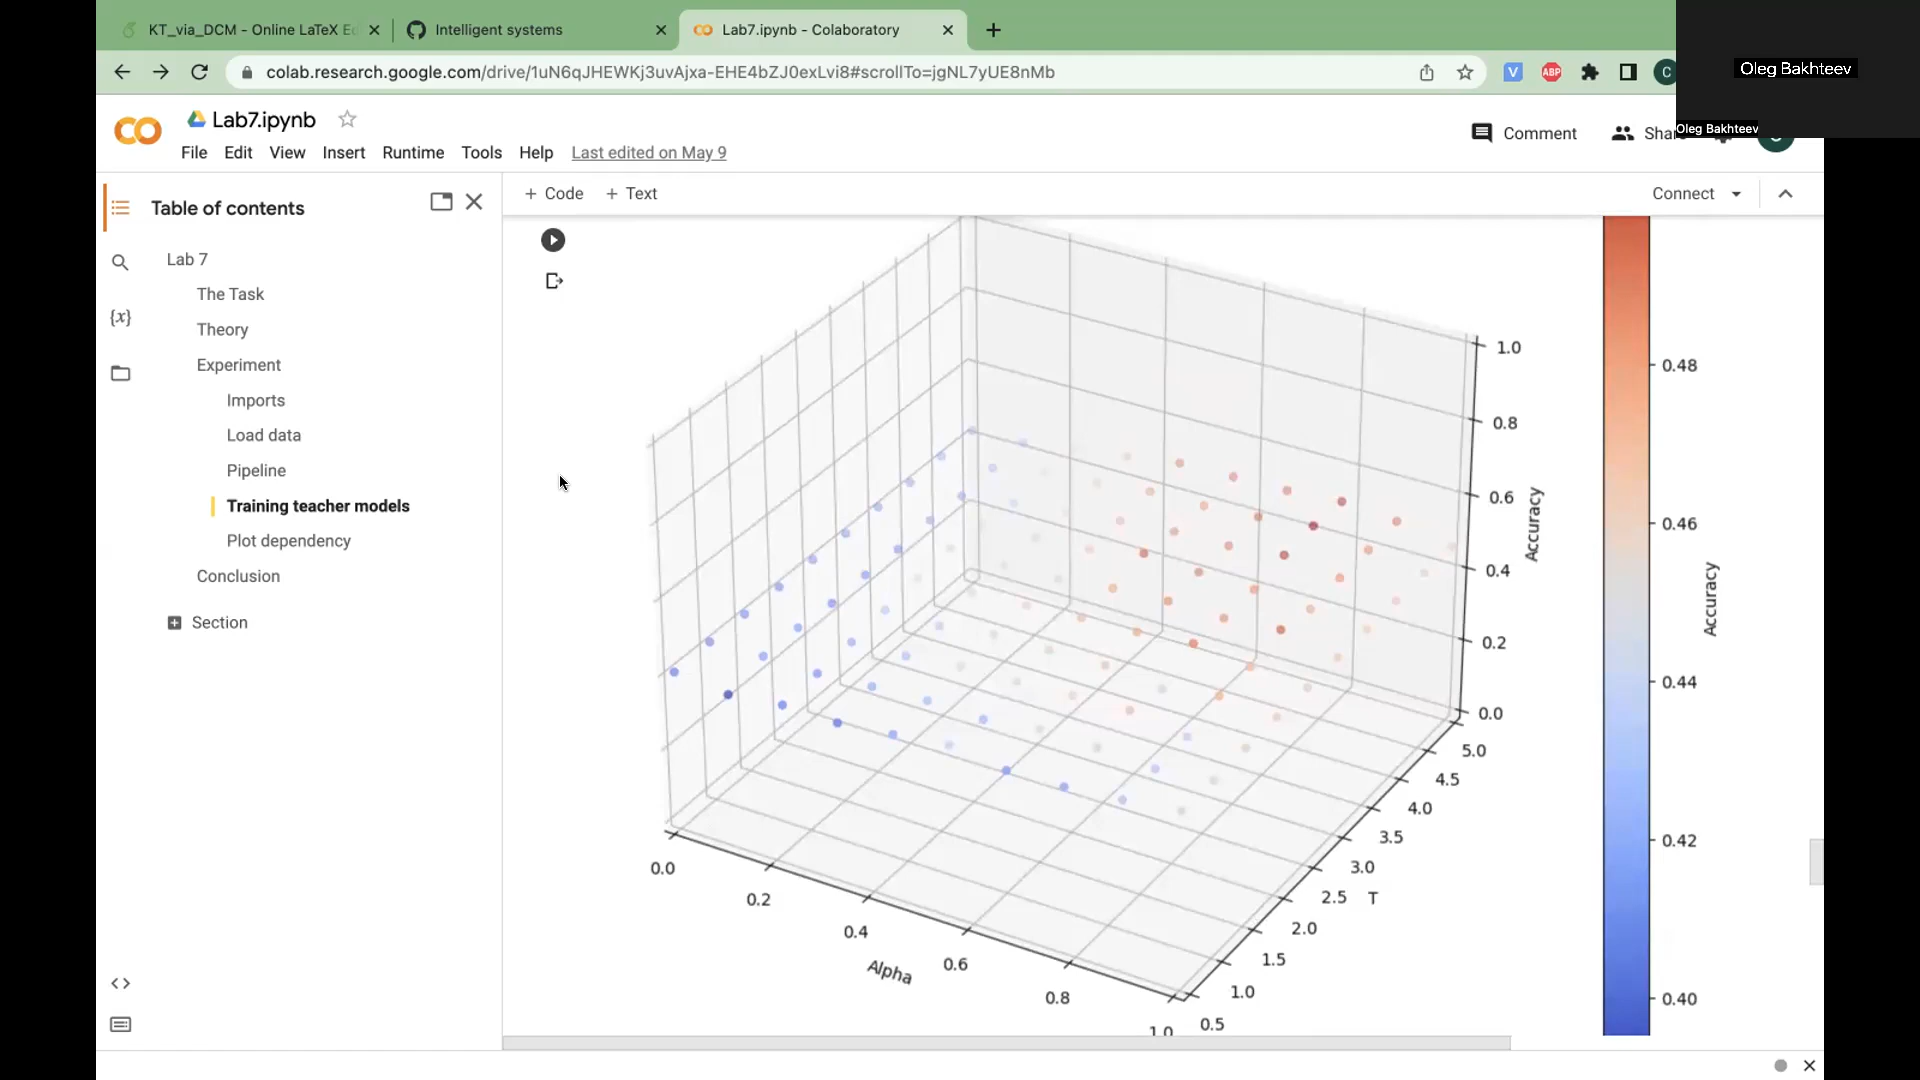 KT_via_DCM - Online LaTeX Ed
Intelligent systems
Lab7.ipynb - Colaboratory
colab.research.google.com/drive/1uN6qJHEWKj3uvAjxa-EHE4bZJ0exLvi8#scrollTo=jgNL7yUE8nMb
V
ABP
C
Oleg Bakhteev
Oleg Bakhteev
Lab7.ipynb
Comment
Shar
File Edit View Insert Runtime Tools Help Last edited on May 9
Table of contents
+ Code + Text
Connect
Lab 7
The Task
Theory
Experiment
Imports
Load data
Pipeline
Training teacher models
Plot dependency
Conclusion
Section
{x}
1.0
0.8
0.6
0.4
0.2
0.0
Accuracy
5.0
4.5
4.0
3.5
3.0
2.5
2.0
1.5
1.0
0.5
T
0.0
0.2
0.4
0.6
0.8
1.0
Alpha
0.48
0.46
0.44
0.42
0.40
Accuracy